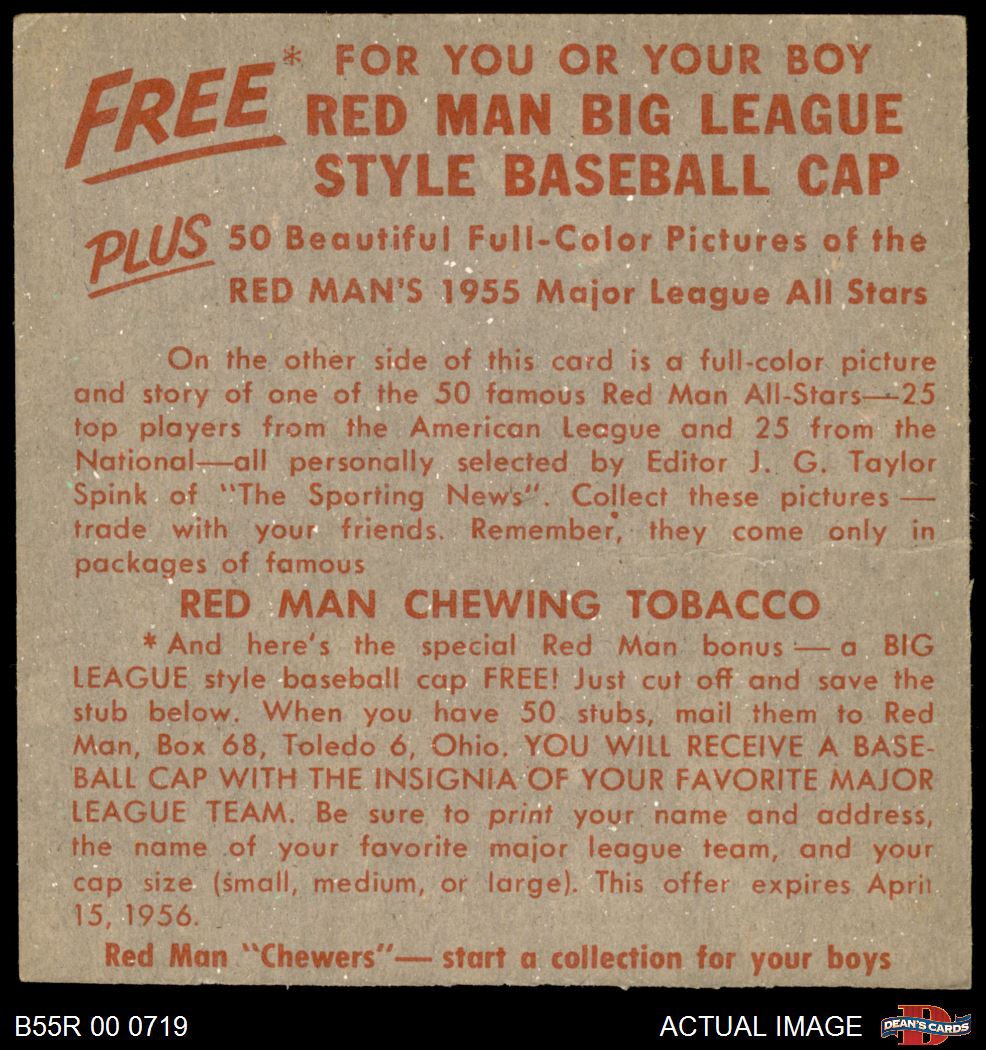 FREE* FOR YOU OR YOUR BOY
RED MAN BIG LEAGUE
STYLE BASEBALL CAP
PLUS 50 Beautiful Full-Color Pictures of the
RED MAN'S 1955 Major League All Stars
On the other side of this card is a full-color picture
and story of one of the 50 famous Red Man All-Stars—25
top players from the American League and 25 from the
National—all personally selected by Editor J. G. Taylor
Spink of "The Sporting News". Collect these pictures —
trade with your friends. Remember, they come only in
packages of famous
RED MAN CHEWING TOBACCO
* And here's the special Red Man bonus — a BIG
LEAGUE style baseball cap FREE! Just cut off and save the
stub below. When you have 50 stubs, mail them to Red
Man, Box 68, Toledo 6, Ohio. YOU WILL RECEIVE A BASE-
BALL CAP WITH THE INSIGNIA OF YOUR FAVORITE MAJOR
LEAGUE TEAM. Be sure to print your name and address,
the name of your favorite major league team, and your
cap size (small, medium, or large). This offer expires April
15, 1956.
Red Man "Chewers"— start a collection for your boys
B55R 00 0719
ACTUAL IMAGE
D
DEAN'S CARDS